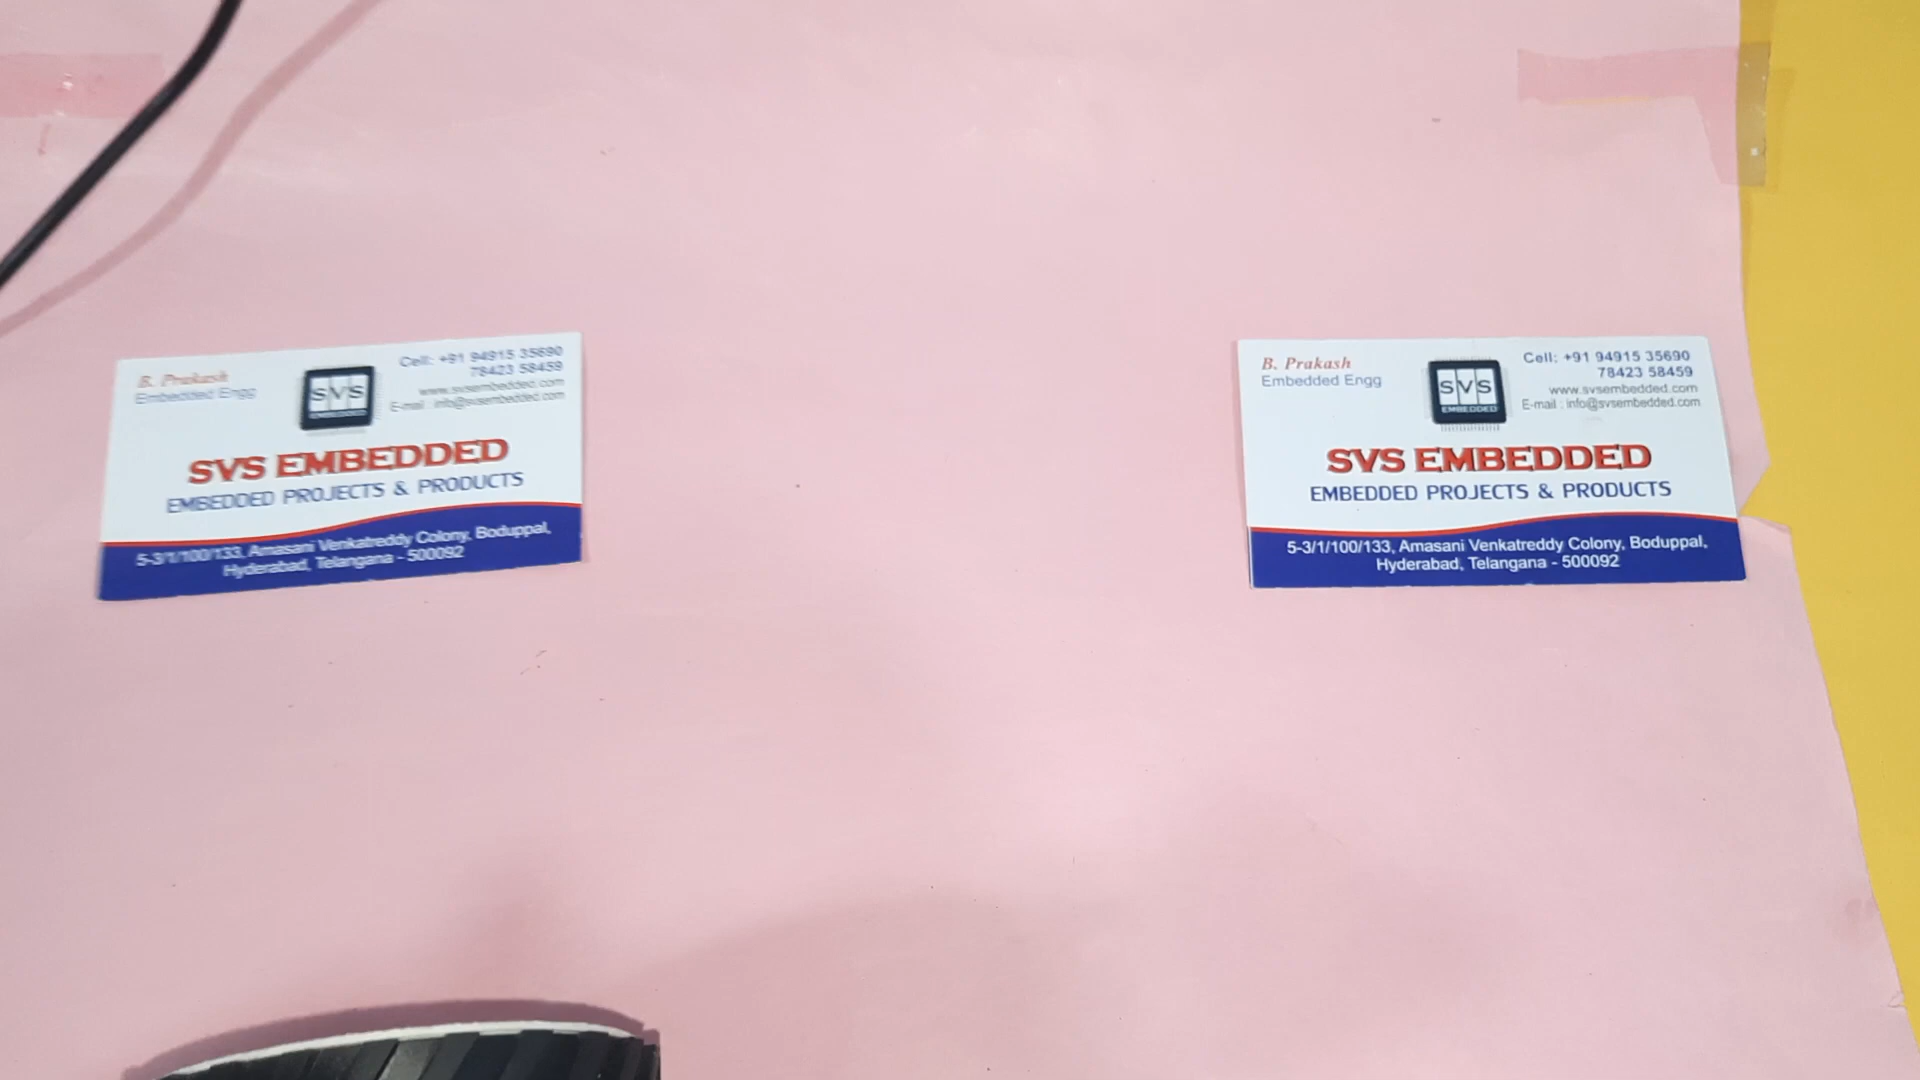 B. Prakash
Embedded Engg
SVS
EMBEDDED
Cell: +91 94915 35690
78423 58459
www.svsembedded.com
E-mail : info@svsembedded.com
SVS EMBEDDED
EMBEDDED PROJECTS & PRODUCTS
5-3/1/100/133, Amasani Venkatreddy Colony, Boduppal,
Hyderabad, Telangana - 500092
B. Prakash
Embedded Engg
SVS
EMBEDDED
Cell: +91 94915 35690
78423 58459
www.svsembedded.com
E-mail : info@svsembedded.com
SVS EMBEDDED
EMBEDDED PROJECTS & PRODUCTS
5-3/1/100/133, Amasani Venkatreddy Colony, Boduppal,
Hyderabad, Telangana - 500092